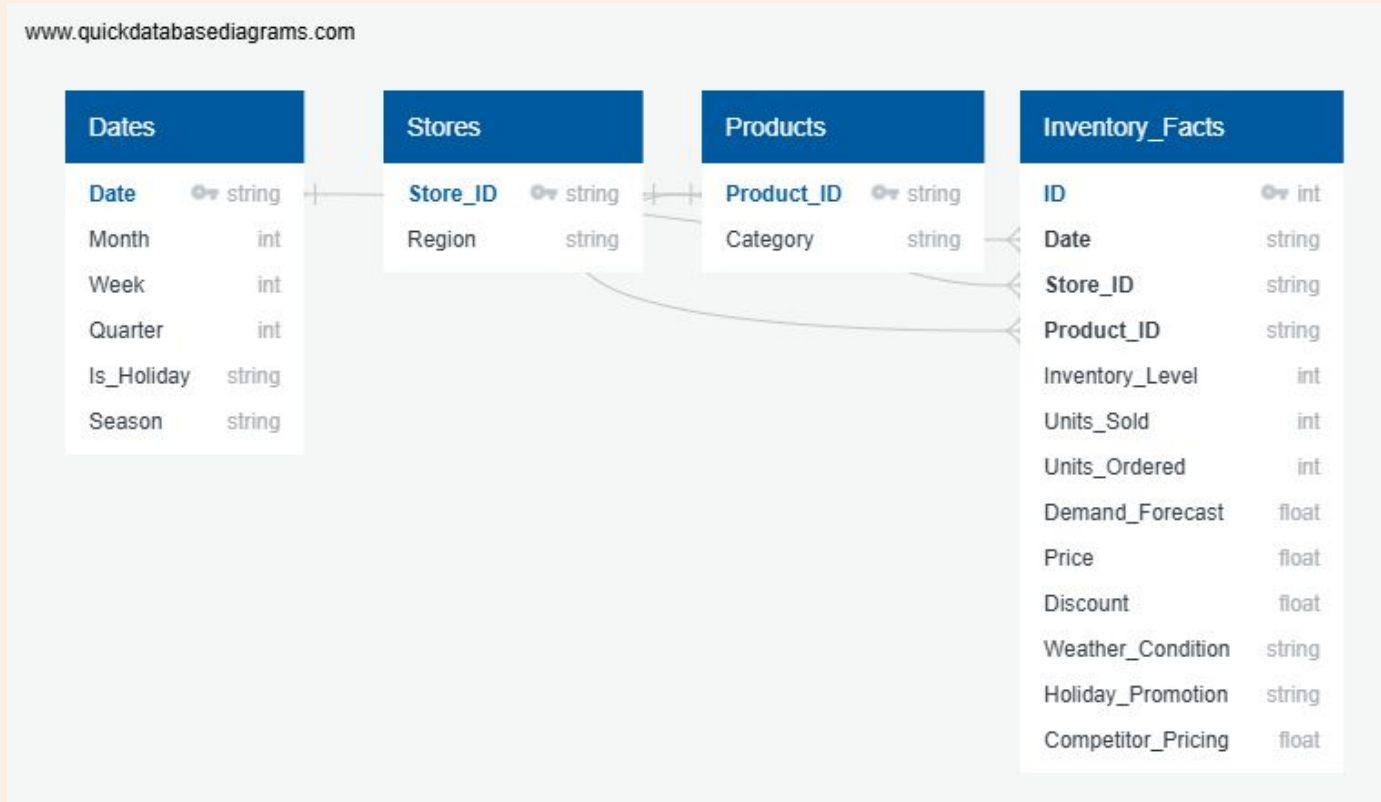 www.quickdatabasediagrams.com
Dates
Date string
Month int
Week int
Quarter int
Is_Holiday string
Season string
Stores
Store_ID string
Region string
Products
Product_ID string
Category string
Inventory_Facts
ID int
Date string
Store_ID string
Product_ID string
Inventory_Level int
Units_Sold int
Units_Ordered int
Demand_Forecast float
Price float
Discount float
Weather_Condition string
Holiday_Promotion string
Competitor_Pricing float